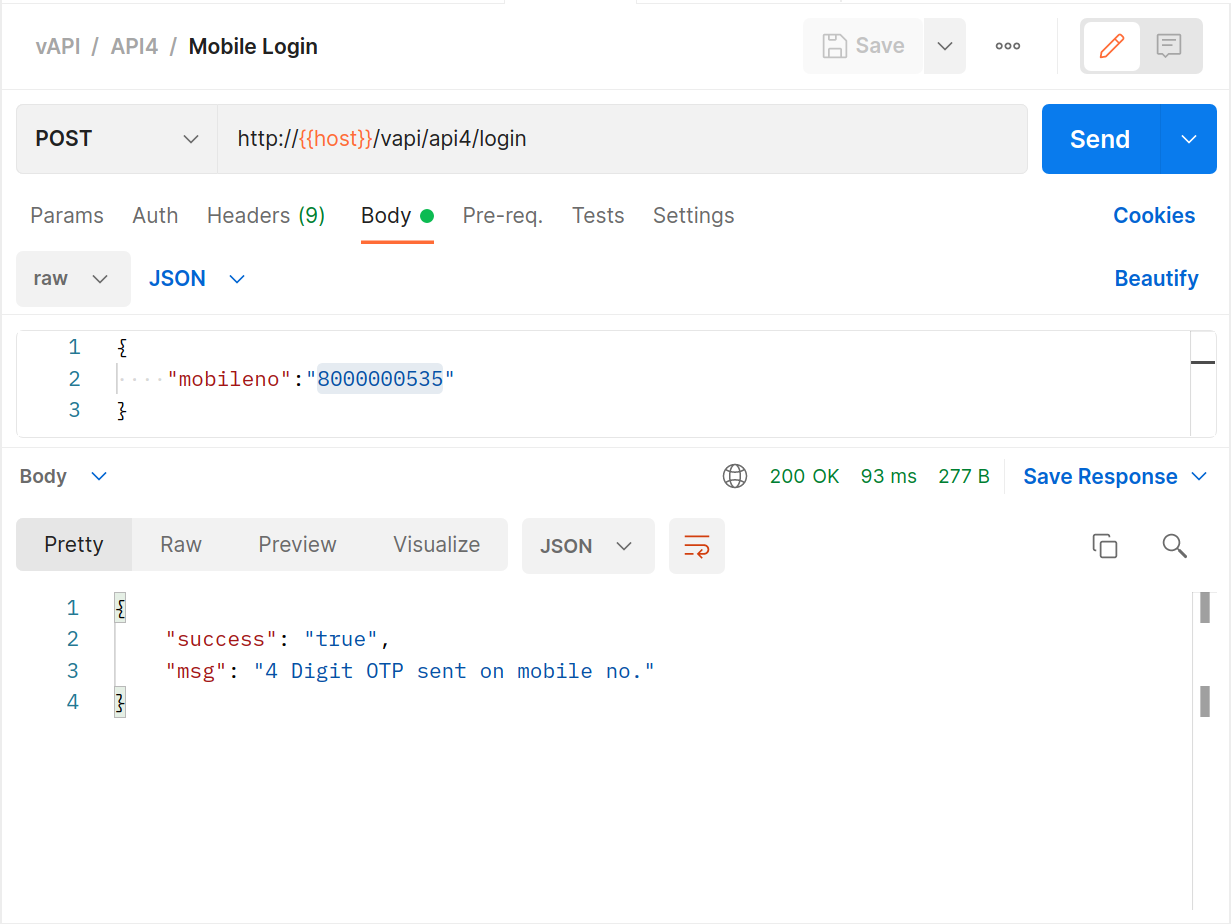 vAPI / API4 / Mobile Login
Save
POST
http://{{host}}/vapi/api4/login
Send
Params Auth Headers (9) Body Pre-req. Tests Settings Cookies
raw JSON Beautify
1 {
2 ····"mobileno":"8000000535"
3 }
Body 200 OK 93 ms 277 B Save Response
Pretty Raw Preview Visualize JSON
1 {
2 "success": "true",
3 "msg": "4 Digit OTP sent on mobile no."
4 }